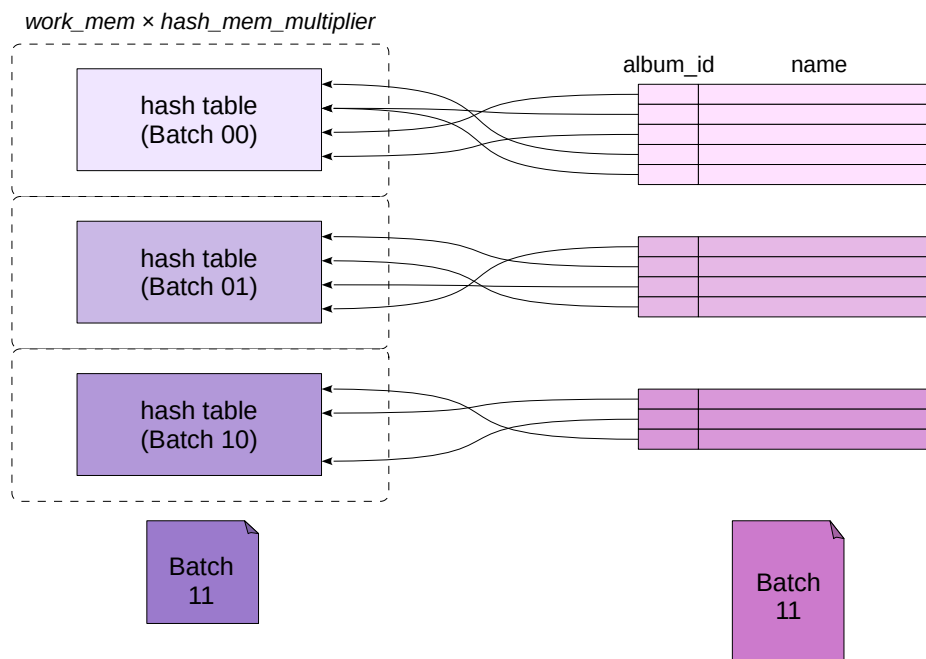 work_mem × hash_mem_multiplier
album_id
name
hash table
(Batch 00)
hash table
(Batch 01)
hash table
(Batch 10)
Batch
11
Batch
11